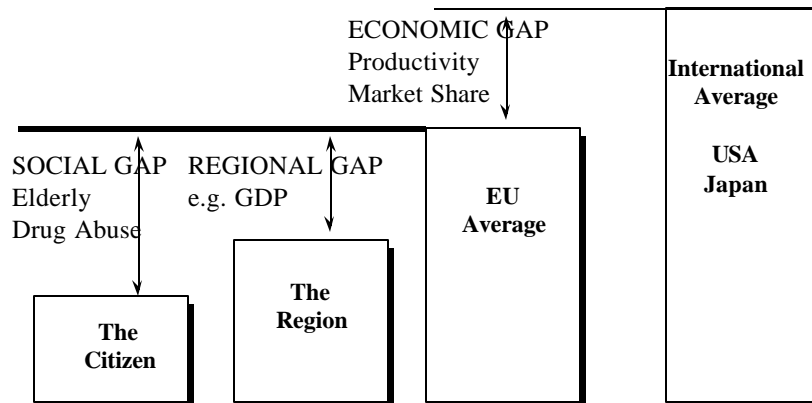 ECONOMIC GAP
Productivity
Market Share
International
Average
USA
Japan
SOCIAL GAP
Elderly
Drug Abuse
REGIONAL GAP
e.g. GDP
EU
Average
The
Region
The
Citizen